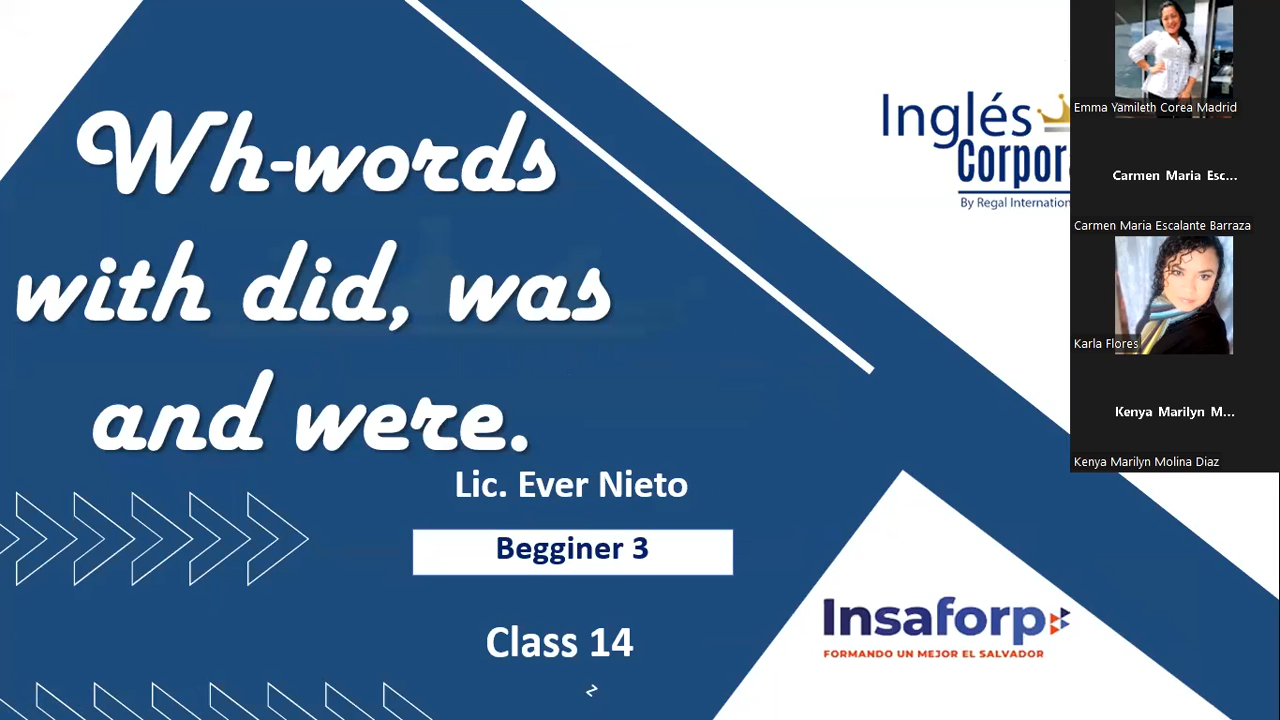 Wh-words
with did, was
and were.
Lic. Ever Nieto
Begginer 3
Class 14
Inglés
Corpor
By Regal Internation
Insaforp
FORMANDO UN MEJOR EL SALVADOR
Emma Yamileth Corea Madrid
Carmen Maria Esc...
Carmen Maria Escalante Barraza
Karla Flores
Kenya Marilyn M...
Kenya Marilyn Molina Diaz